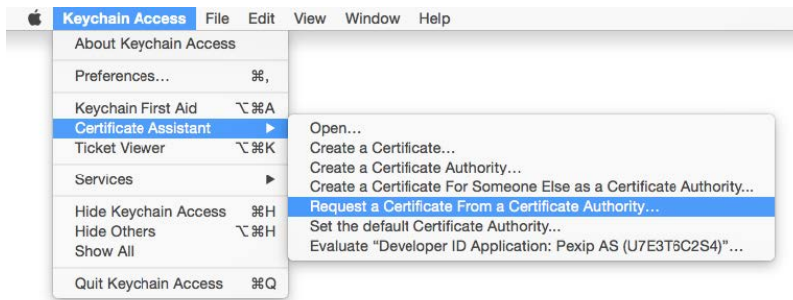 Keychain Access File Edit View Window Help
About Keychain Access
Preferences... ⌘,
Keychain First Aid ⌥⌘A
Certificate Assistant ▶
Ticket Viewer ⌥⌘K
Services ▶
Hide Keychain Access ⌘H
Hide Others ⌥⌘H
Show All
Quit Keychain Access ⌘Q
Open...
Create a Certificate...
Create a Certificate Authority...
Create a Certificate For Someone Else as a Certificate Authority...
Request a Certificate From a Certificate Authority...
Set the default Certificate Authority...
Evaluate “Developer ID Application: Pexip AS (U7E3T6C2S4)”...